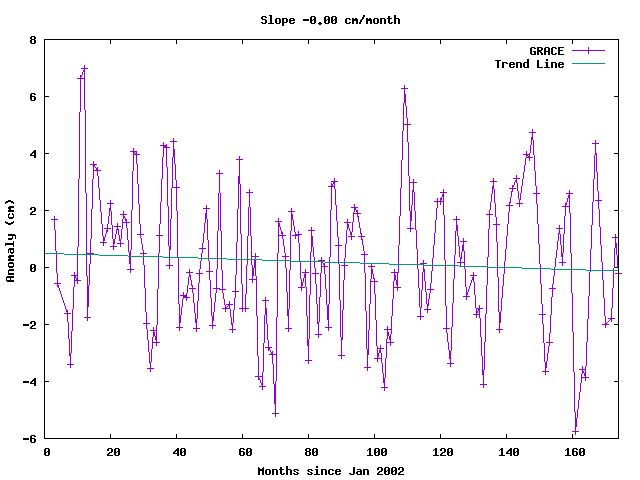 Slope -0.00 cm/month
GRACE
Trend Line
8
6
4
2
0
-2
-4
-6
Anomaly (cm)
0 20 40 60 80 100 120 140 160
Months since Jan 2002